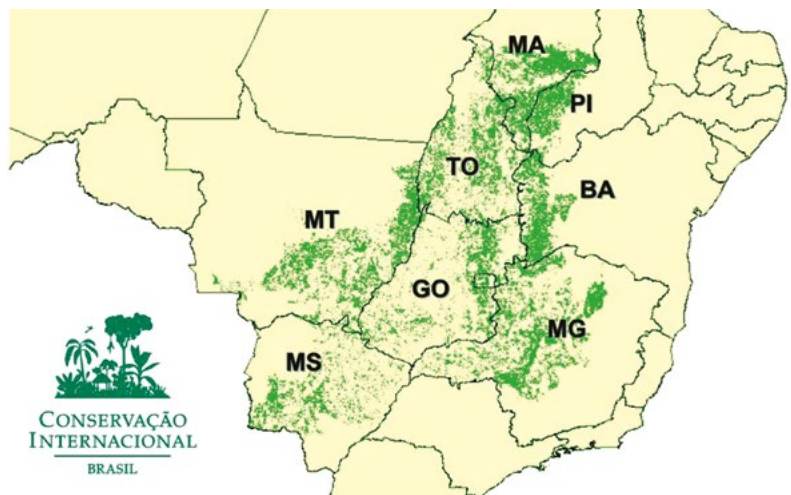 MA
PI
TO
BA
MT
GO
MG
MS
CONSERVAÇÃO
INTERNACIONAL
BRASIL